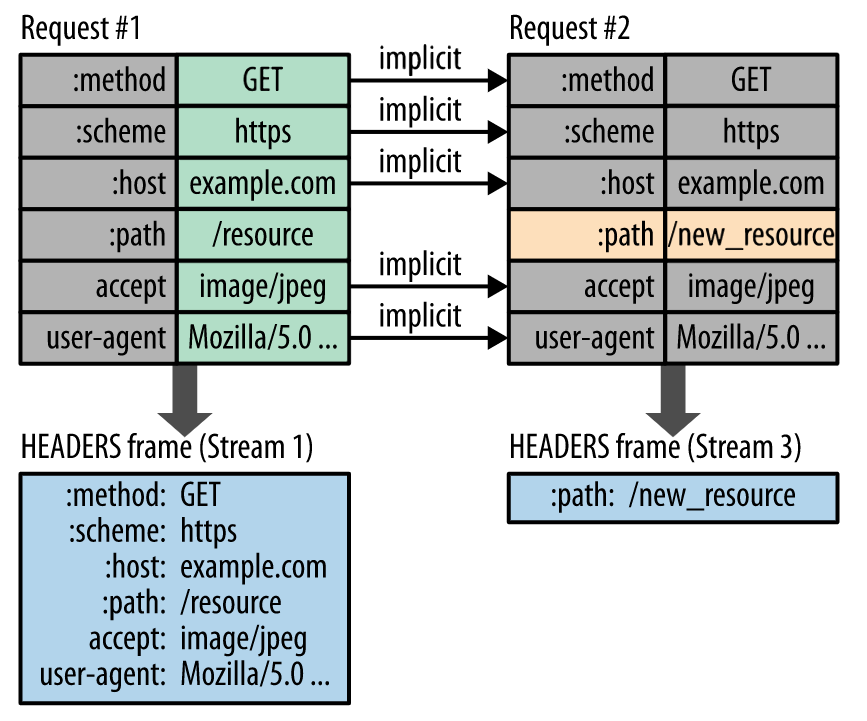 Request #1
:method GET
:scheme https
:host example.com
:path /resource
accept image/jpeg
user-agent Mozilla/5.0 ...
implicit
implicit
implicit
implicit
implicit
Request #2
:method GET
:scheme https
:host example.com
:path /new_resource
accept image/jpeg
user-agent Mozilla/5.0 ...
HEADERS frame (Stream 1)
:method: GET
:scheme: https
:host: example.com
:path: /resource
accept: image/jpeg
user-agent: Mozilla/5.0 ...
HEADERS frame (Stream 3)
:path: /new_resource